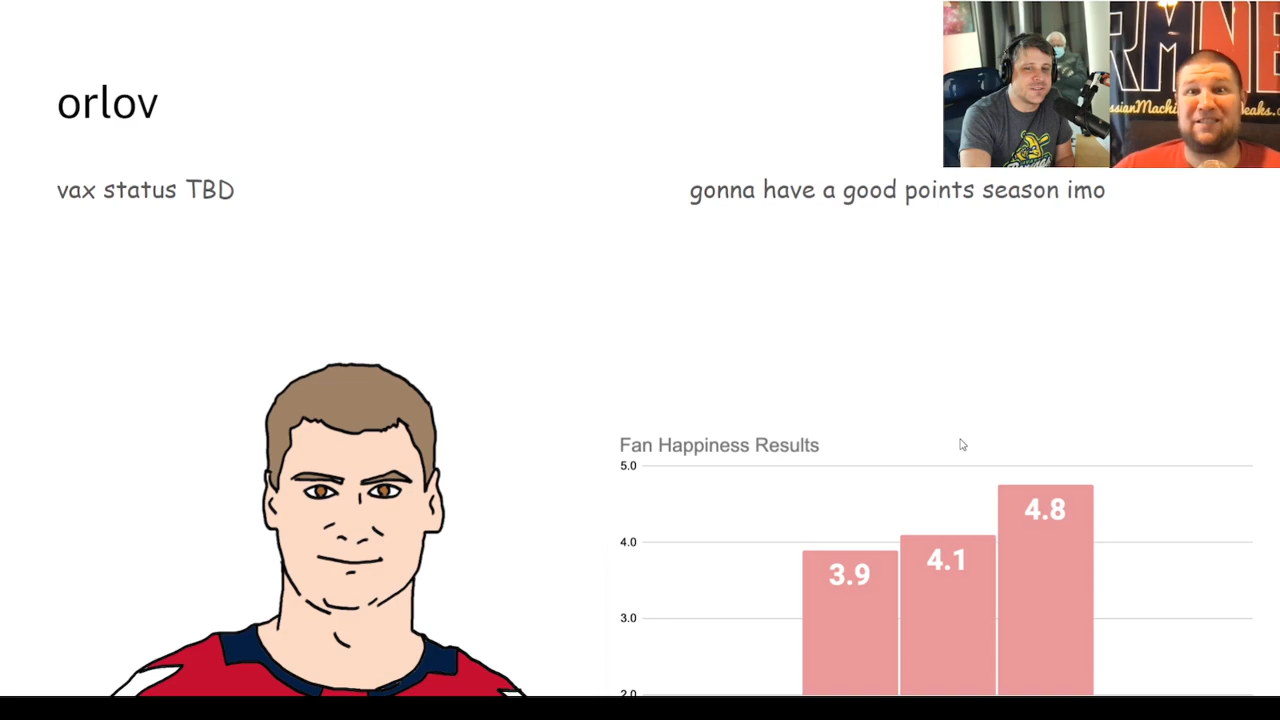 orlov
vax status TBD
gonna have a good points season imo
Fan Happiness Results
5.0
4.0
3.0
2.0
3.9
4.1
4.8